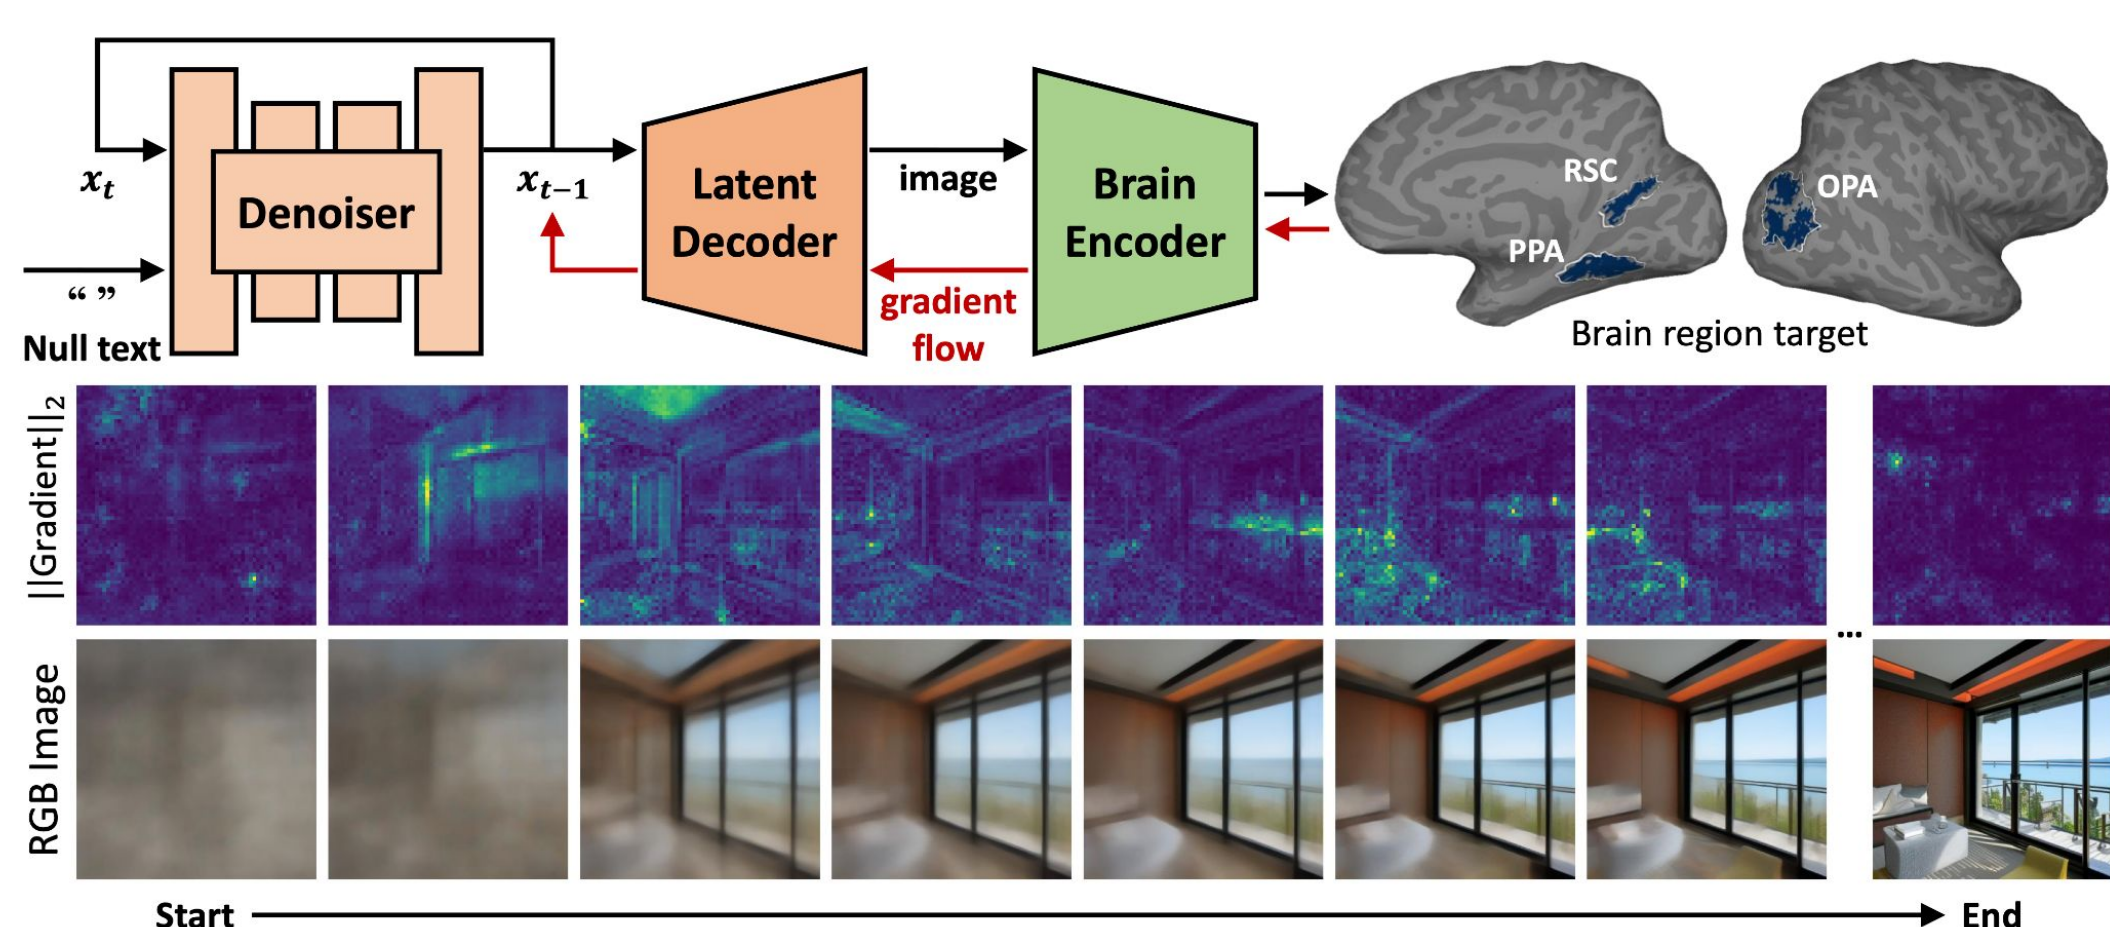 x_t
Denoiser
“ ”
Null text
x_{t−1}
Latent
Decoder
image
gradient
flow
Brain
Encoder
RSC
PPA
OPA
Brain region target
||Gradient||_2
RGB Image
...
Start
End